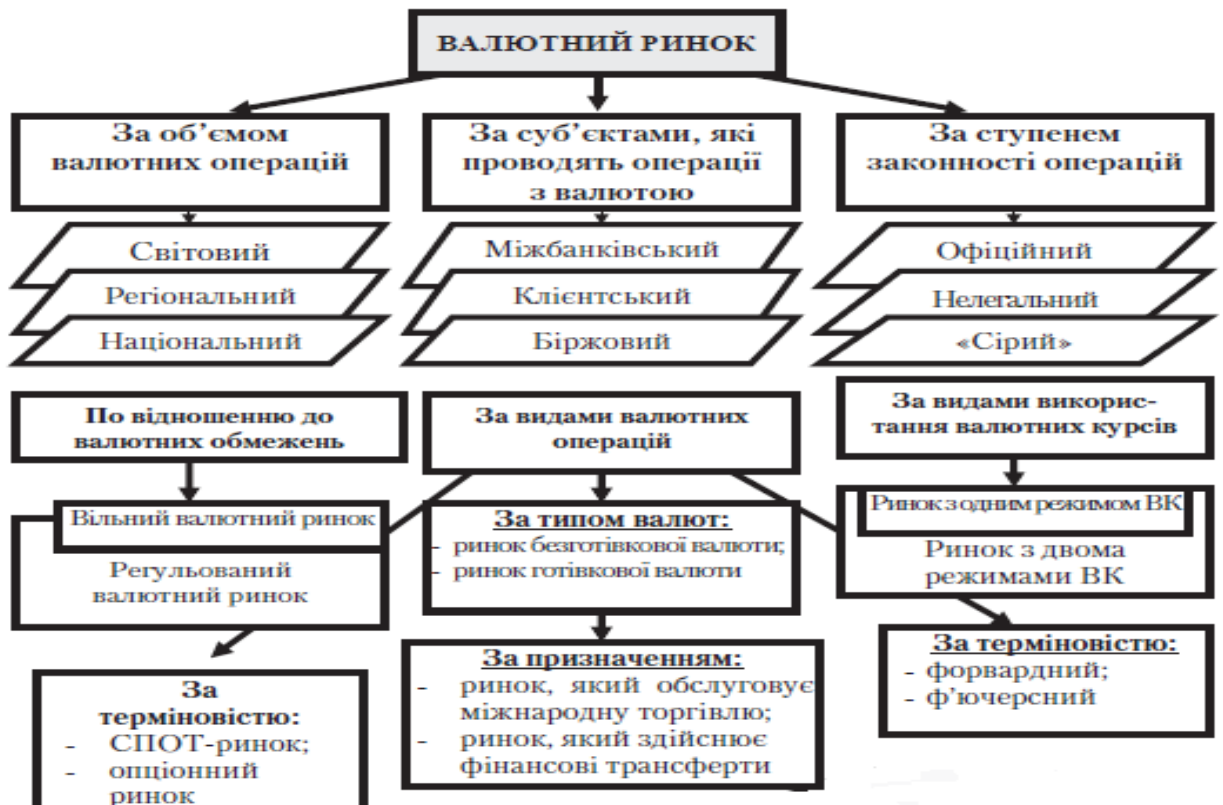 ВАЛЮТНИЙ РИНОК
За об’ємом
валютних операцій
За суб’єктами, які
проводять операції
з валютою
За ступенем
законності операцій
Світовий
Регіональний
Національний
Міжбанківський
Клієнтський
Біржовий
Офіційний
Нелегальний
«Сірий»
По відношенню до
валютних обмежень
За видами валютних
операцій
За видами викорис-
тання валютних курсів
Вільний валютний ринок
Регульований
валютний ринок
За типом валют:
- ринок безготівкової валюти;
- ринок готівкової валюти
Ринок з одним режимом ВК
Ринок з двома
режимами ВК
За
терміновістю:
- СПОТ-ринок;
- опціонний
ринок
За призначенням:
- ринок, який обслуговує
міжнародну торгівлю;
- ринок, який здійснює
фінансові трансферти
За терміновістю:
- форвардний;
- ф’ючерсний